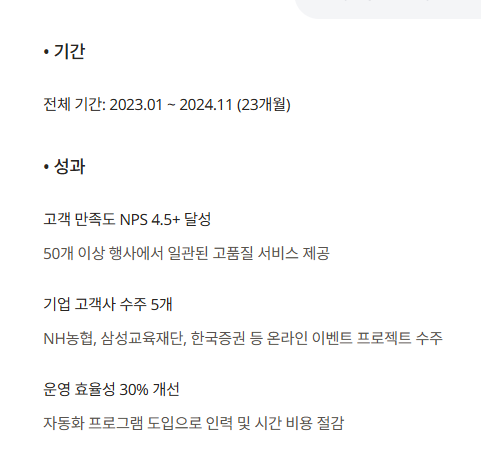 • 기간
전체 기간: 2023.01 ~ 2024.11 (23개월)
• 성과
고객 만족도 NPS 4.5+ 달성
50개 이상 행사에서 일관된 고품질 서비스 제공
기업 고객사 수주 5개
NH농협, 삼성교육재단, 한국증권 등 온라인 이벤트 프로젝트 수주
운영 효율성 30% 개선
자동화 프로그램 도입으로 인력 및 시간 비용 절감